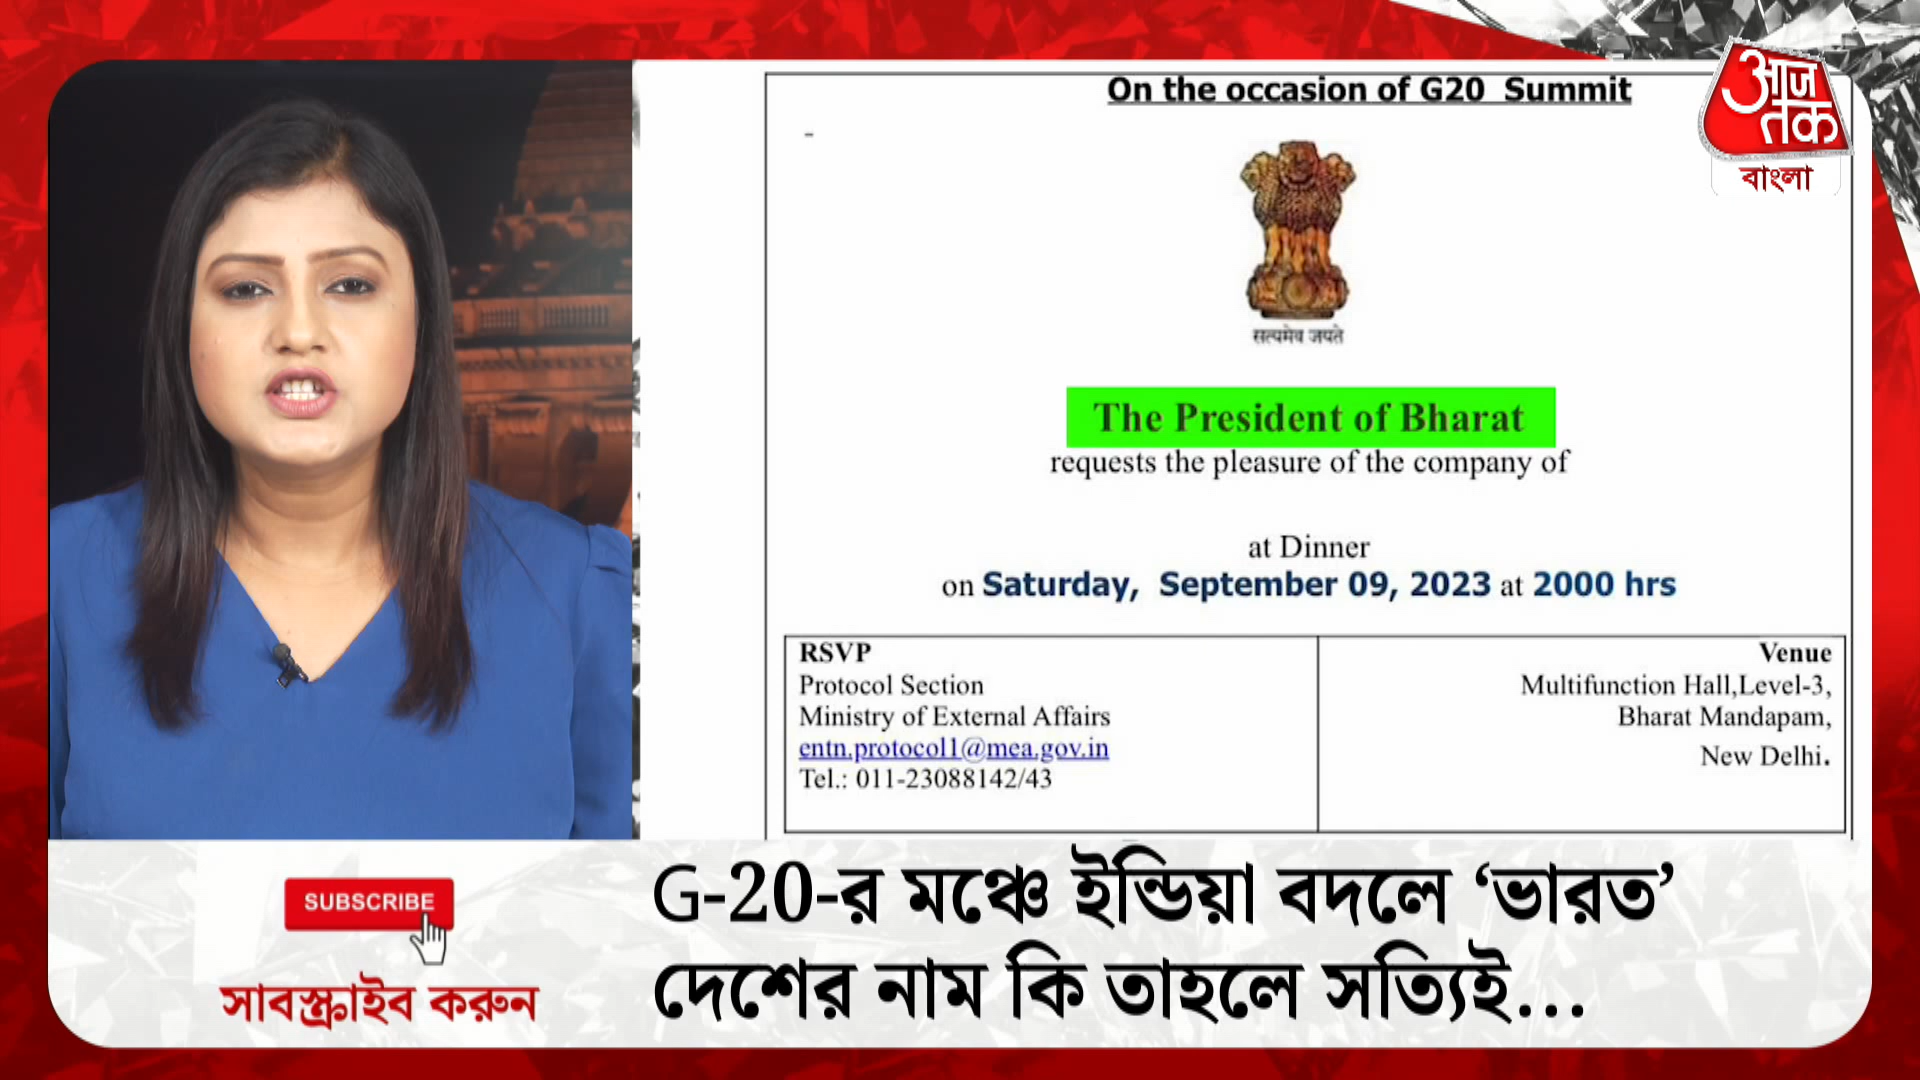 On the occasion of G20 Summit
आज
तक
বাংলা
सत्यमेव जयते
The President of Bharat
requests the pleasure of the company of
at Dinner
on Saturday, September 09, 2023 at 2000 hrs
RSVP
Protocol Section
Ministry of External Affairs
entn.protocol1@mea.gov.in
Tel.: 011-23088142/43
Venue
Multifunction Hall,Level-3,
Bharat Mandapam,
New Delhi.
SUBSCRIBE
সাবস্ক্রাইব করুন
G-20-র মঞ্চে ইন্ডিয়া বদলে ‘ভারত’
দেশের নাম কি তাহলে সত্যিই...